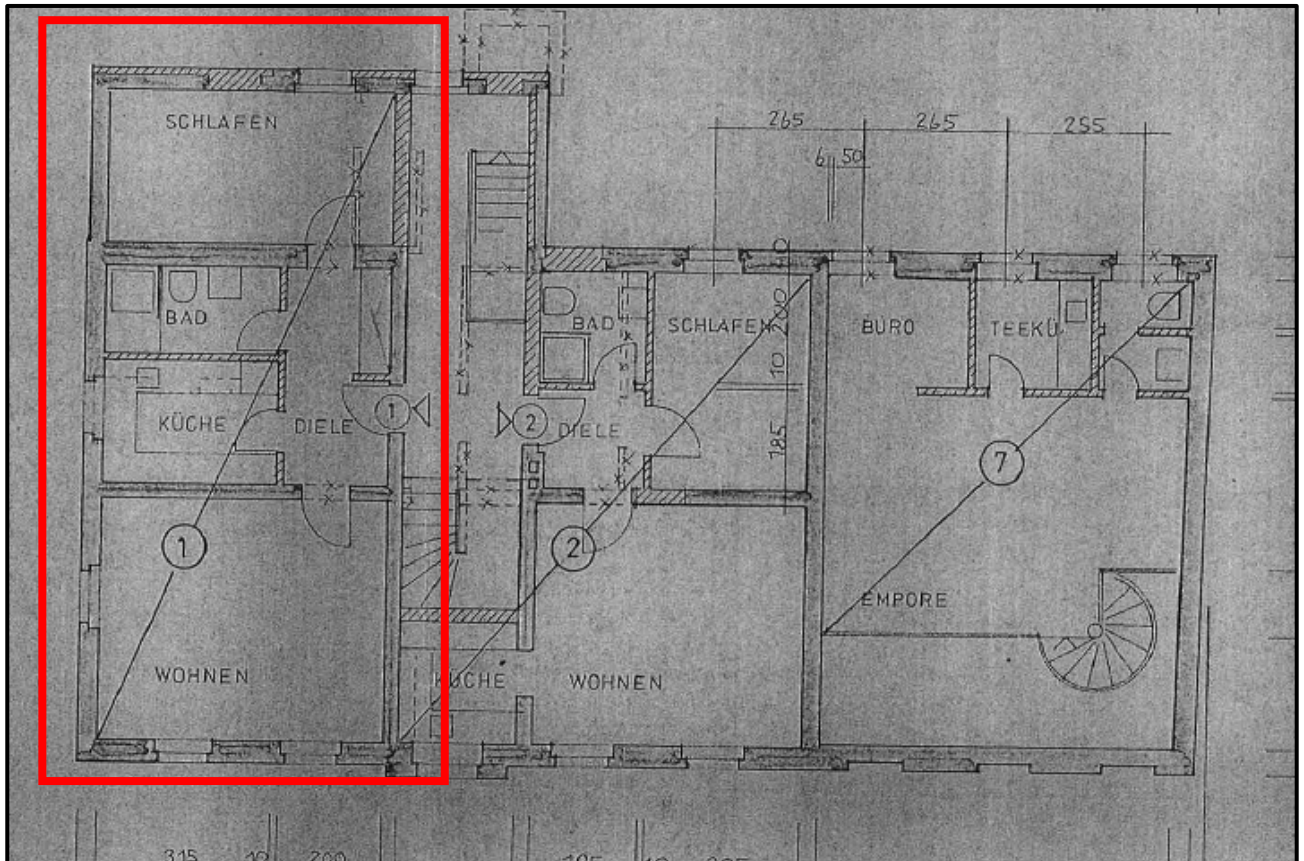 SCHLAFEN
265 265 255
6 50
BAD
BAD
SCHLAFEN
200
BÜRO
TEEKÜ.
10
KÜCHE
DIELE
1
2
DIELE
185
7
1
2
EMPORE
WOHNEN
KÜCHE
WOHNEN
315 10 200